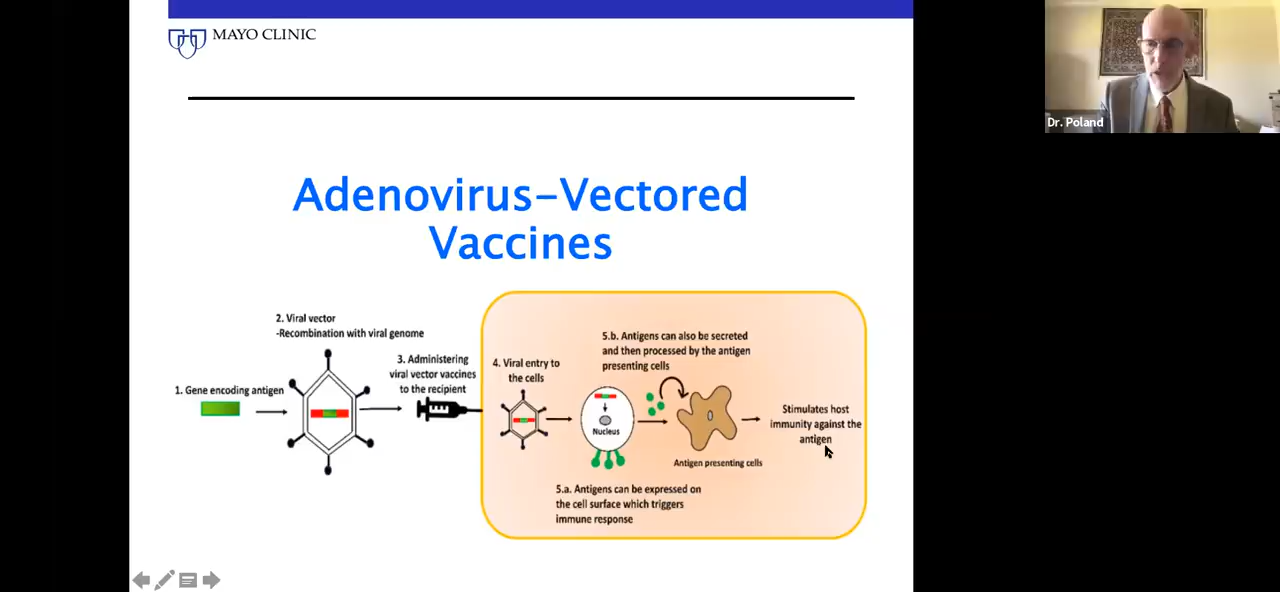 MAYO CLINIC
Dr. Poland
Adenovirus-Vectored
Vaccines
2. Viral vector
-Recombination with viral genome
1. Gene encoding antigen
3. Administering
viral vector vaccines
to the recipient
4. Viral entry to
the cells
5.b. Antigens can also be secreted
and then processed by the antigen
presenting cells
Nucleus
Antigen presenting cells
Stimulates host
immunity against the
antigen
5.a. Antigens can be expressed on
the cell surface which triggers
immune response